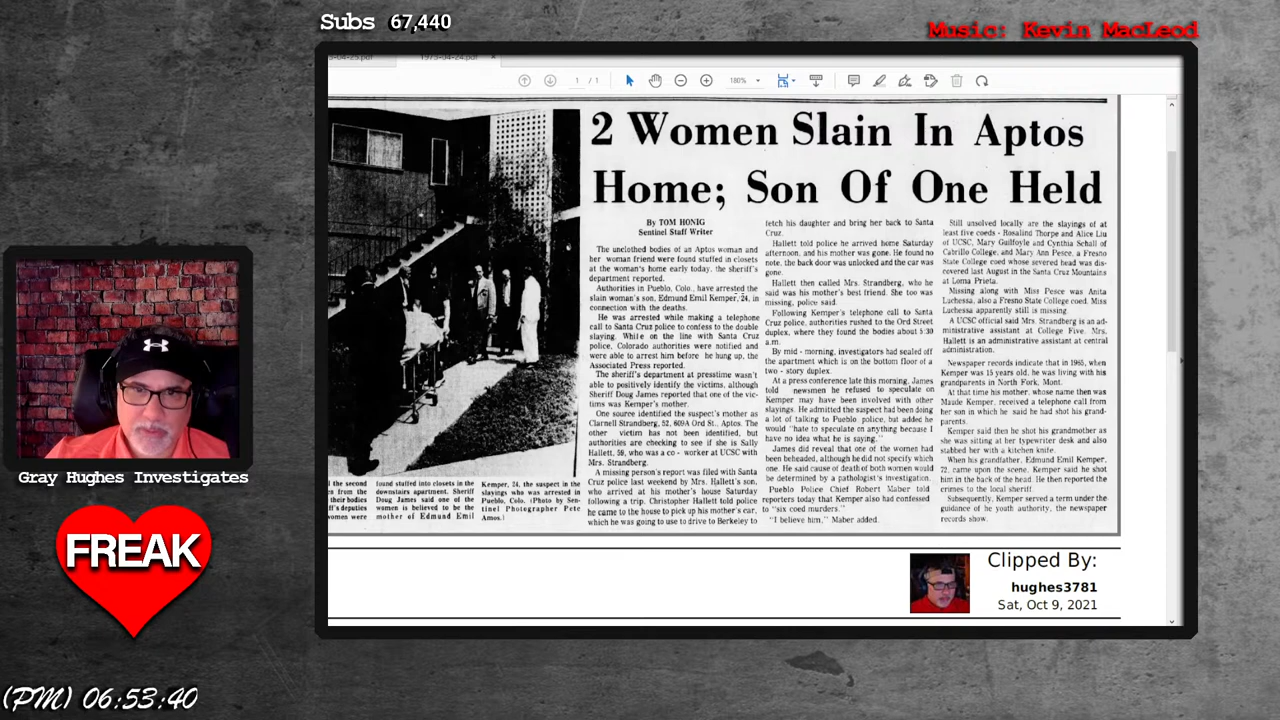 Subs 67,440
Music: Kevin MacLeod
1973-04-24.pdf
1 / 1
180%
2 Women Slain In Aptos
Home; Son Of One Held
By TOM HONIG
Sentinel Staff Writer
The unclothed bodies of an Aptos woman and
her woman friend were found stuffed in closets
at the woman's home early today, the sheriff's
department reported.
Authorities in Pueblo, Colo., have arrested the
slain woman's son, Edmund Emil Kemper, 24, in
connection with the deaths.
He was arrested while making a telephone
call to Santa Cruz police to confess to the double
slaying. While on the line with Santa Cruz
police, Colorado authorities were notified and
were able to arrest him before he hung up, the
Associated Press reported.
The sheriff's department at presstime wasn't
able to positively identify the victims, although
Sheriff Doug James reported that one of the vic-
tims was Kemper's mother.
One source identified the suspect's mother as
Clarnell Strandberg, 52, 609A Ord St., Aptos. The
other victim has not been identified, but
authorities are checking to see if she is Sally
Hallett, 59, who was a co - worker at UCSC with
Mrs. Strandberg.
A missing person's report was filed with Santa
Cruz police last weekend by Mrs. Hallett's son,
who arrived at his mother's house Saturday
following a trip. Christopher Hallett told police
he came to the house to pick up his mother's car,
which he was going to use to drive to Berkeley to
fetch his daughter and bring her back to Santa
Cruz.
Hallett told police he arrived home Saturday
afternoon, and his mother was gone. He found no
note, the back door was unlocked and the car was
gone.
Hallett then called Mrs. Strandberg, who he
said was his mother's best friend. She too was
missing, police said.
Following Kemper's telephone call to Santa
Cruz police, authorities rushed to the Ord Street
duplex, where they found the bodies about 5:30
a.m.
By mid - morning, investigators had sealed off
the apartment which is on the bottom floor of a
two - story duplex.
At a press conference late this morning, James
told newsmen he refused to speculate on
Kemper may have been involved with other
slayings. He admitted the suspect had been doing
a lot of talking to Pueblo police, but added he
would "hate to speculate on anything because I
have no idea what he is saying."
James did reveal that one of the women had
been beheaded, although he did not specify which
one. He said cause of death of both women would
be determined by a pathologist's investigation.
Pueblo Police Chief Robert Maber told
reporters today that Kemper also had confessed
to "six coed murders."
"I believe him," Maber added.
Still unsolved locally are the slayings of at
least five coeds - Rosalind Thorpe and Alice Liu
of UCSC, Mary Guilfoyle and Cynthia Schall of
Cabrillo College, and Mary Ann Pesce, a Fresno
State College coed whose severed head was dis-
covered last August in the Santa Cruz Mountains
at Loma Prieta.
Missing along with Miss Pesce was Anita
Luchessa, also a Fresno State College coed. Miss
Luchessa apparently still is missing.
A UCSC official said Mrs. Strandberg is an ad-
ministrative assistant at College Five. Mrs.
Hallett is an administrative assistant at central
administration.
Newspaper records indicate that in 1965, when
Kemper was 15 years old, he was living with his
grandparents in North Fork, Mont.
At that time his mother, whose name then was
Maude Kemper, received a telephone call from
her son in which he said he had shot his grand-
parents.
Kemper said then he shot his grandmother as
she was sitting at her typewriter desk and also
stabbed her with a kitchen knife.
When his grandfather, Edmund Emil Kemper,
72, came upon the scene, Kemper said he shot
him in the back of the head. He then reported the
crimes to the local sheriff.
Subsequently, Kemper served a term under the
guidance of he youth authority, the newspaper
records show.
l the second
n from the
their bodies
ff's deputies
women were
found stuffed into closets in the
downstairs apartment. Sheriff
Doug James said one of the
women is believed to be the
mother of Edmund Emil
Kemper, 24, the suspect in the
slayings who was arrested in
Pueblo, Colo. (Photo by Sen-
tinel Photographer Pete
Amos.)
Clipped By:
hughes3781
Sat, Oct 9, 2021
Gray Hughes Investigates
FREAK
(PM) 06:53:40